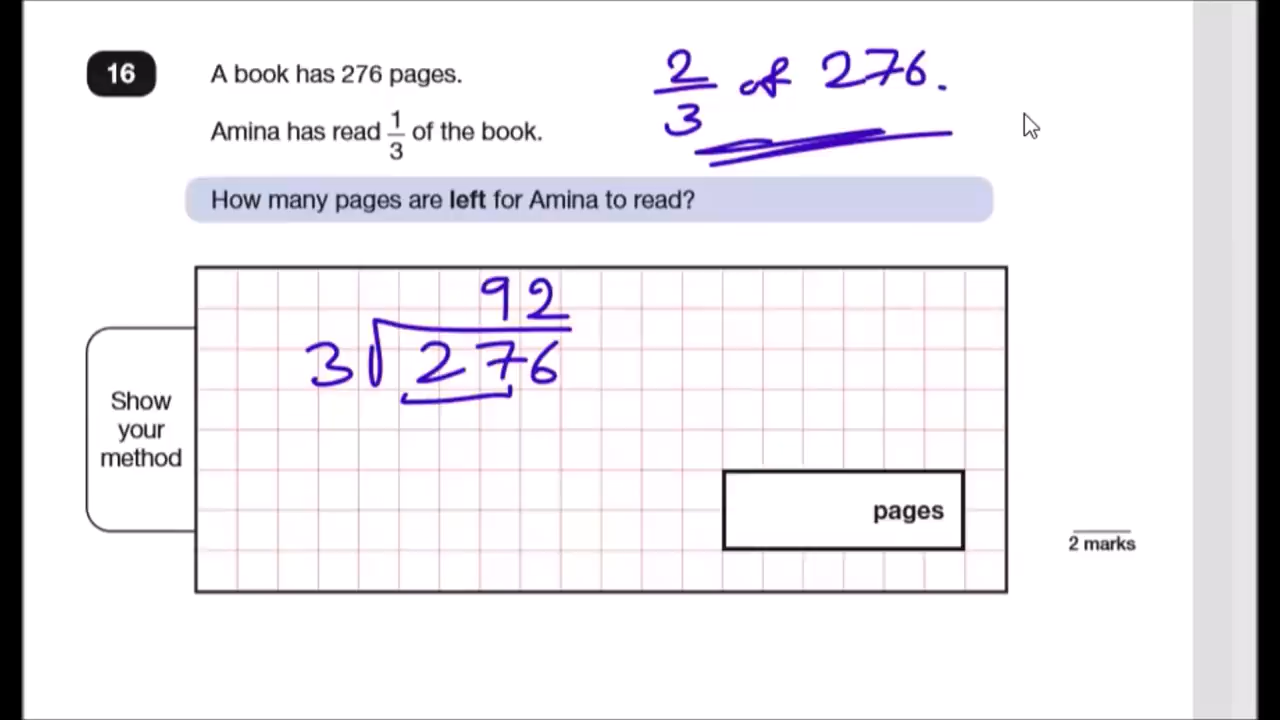 16
A book has 276 pages.
2/3 of 276.
Amina has read 1/3 of the book.
How many pages are left for Amina to read?
92
3 276
Show
your
method
pages
2 marks